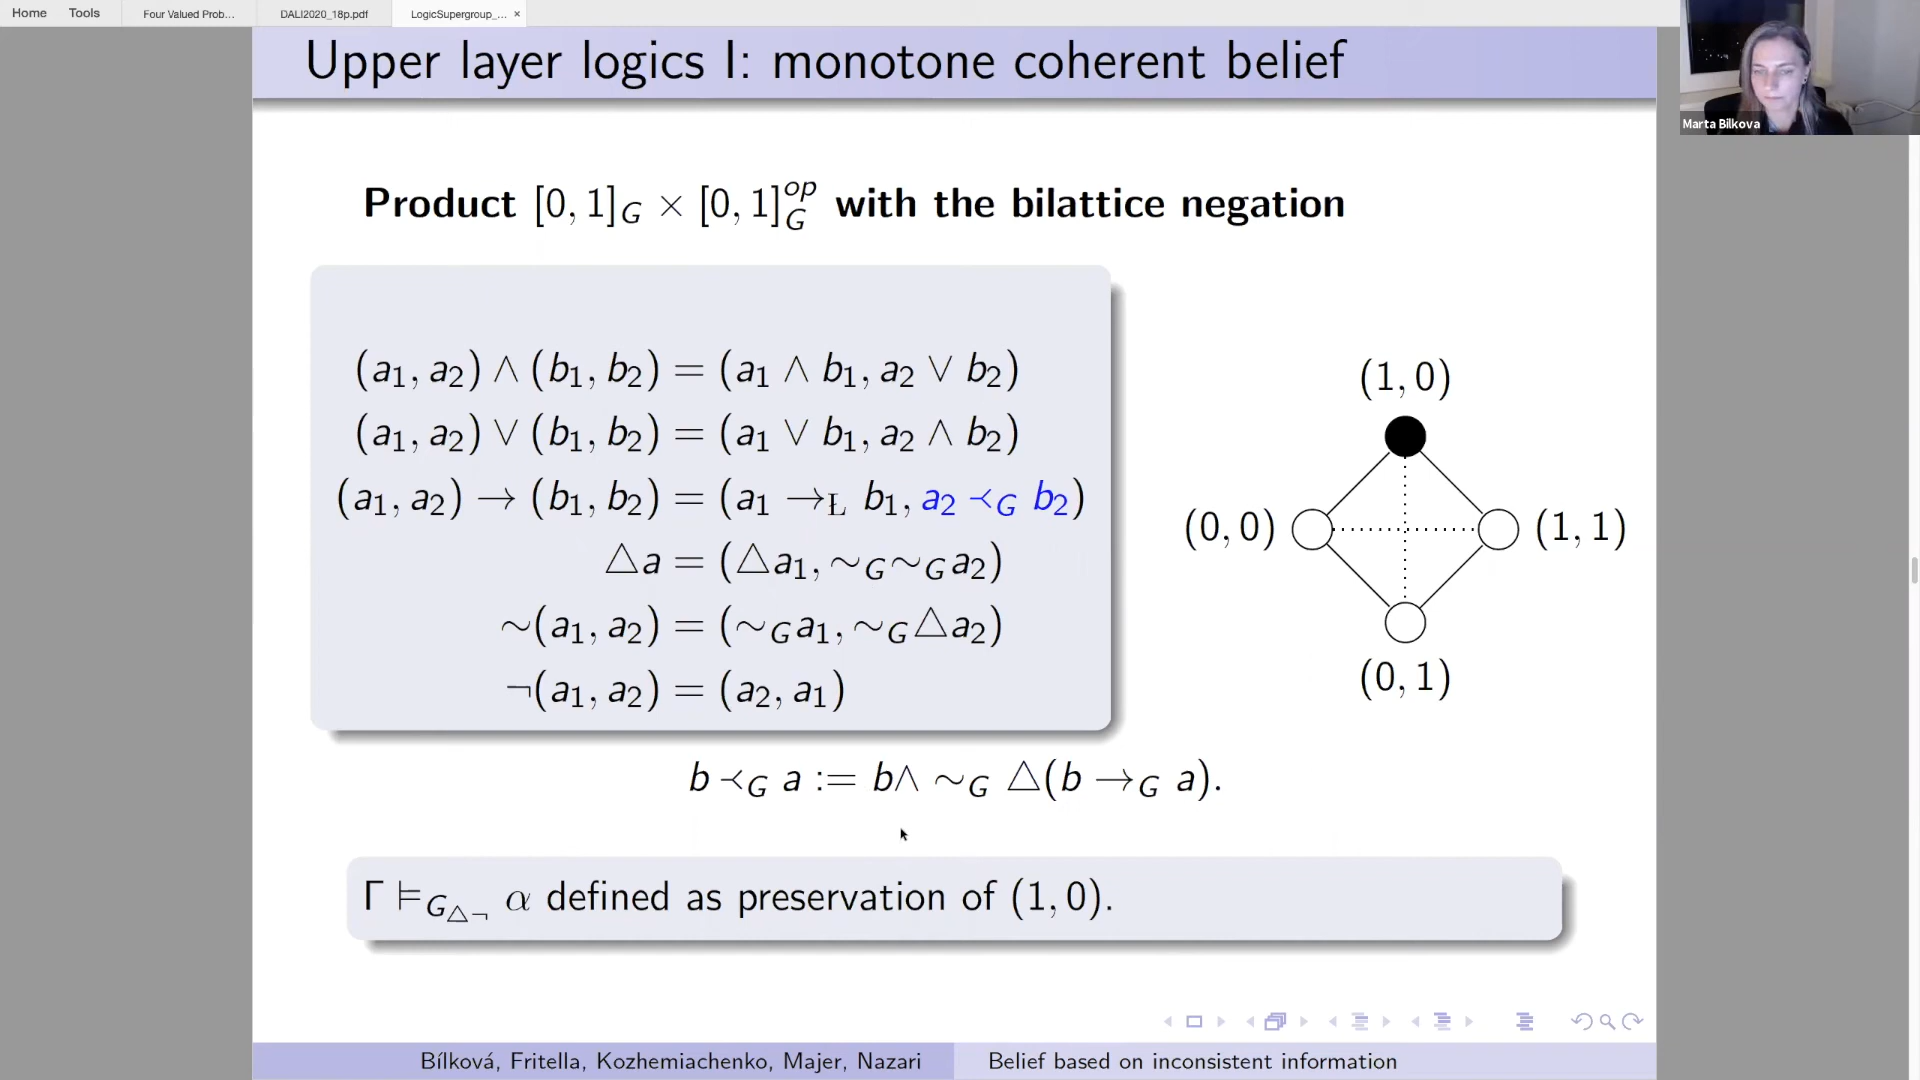 Home Tools Four Valued Prob... DALI2020_18p.pdf LogicSupergroup_... ×
Upper layer logics I: monotone coherent belief
Marta Bilkova
Product [0, 1]_G × [0, 1]_G^op with the bilattice negation
(a₁, a₂) ∧ (b₁, b₂) = (a₁ ∧ b₁, a₂ ∨ b₂)
(a₁, a₂) ∨ (b₁, b₂) = (a₁ ∨ b₁, a₂ ∧ b₂)
(a₁, a₂) → (b₁, b₂) = (a₁ →_Ł b₁, a₂ ≺_G b₂)
△a = (△a₁, ∼_G∼_G a₂)
∼(a₁, a₂) = (∼_G a₁, ∼_G△a₂)
¬(a₁, a₂) = (a₂, a₁)
(1, 0)
(0, 0) (1, 1)
(0, 1)
b ≺_G a := b∧ ∼_G △(b →_G a).
Γ ⊨_G△¬ α defined as preservation of (1, 0).
Bílková, Fritella, Kozhemiachenko, Majer, Nazari Belief based on inconsistent information